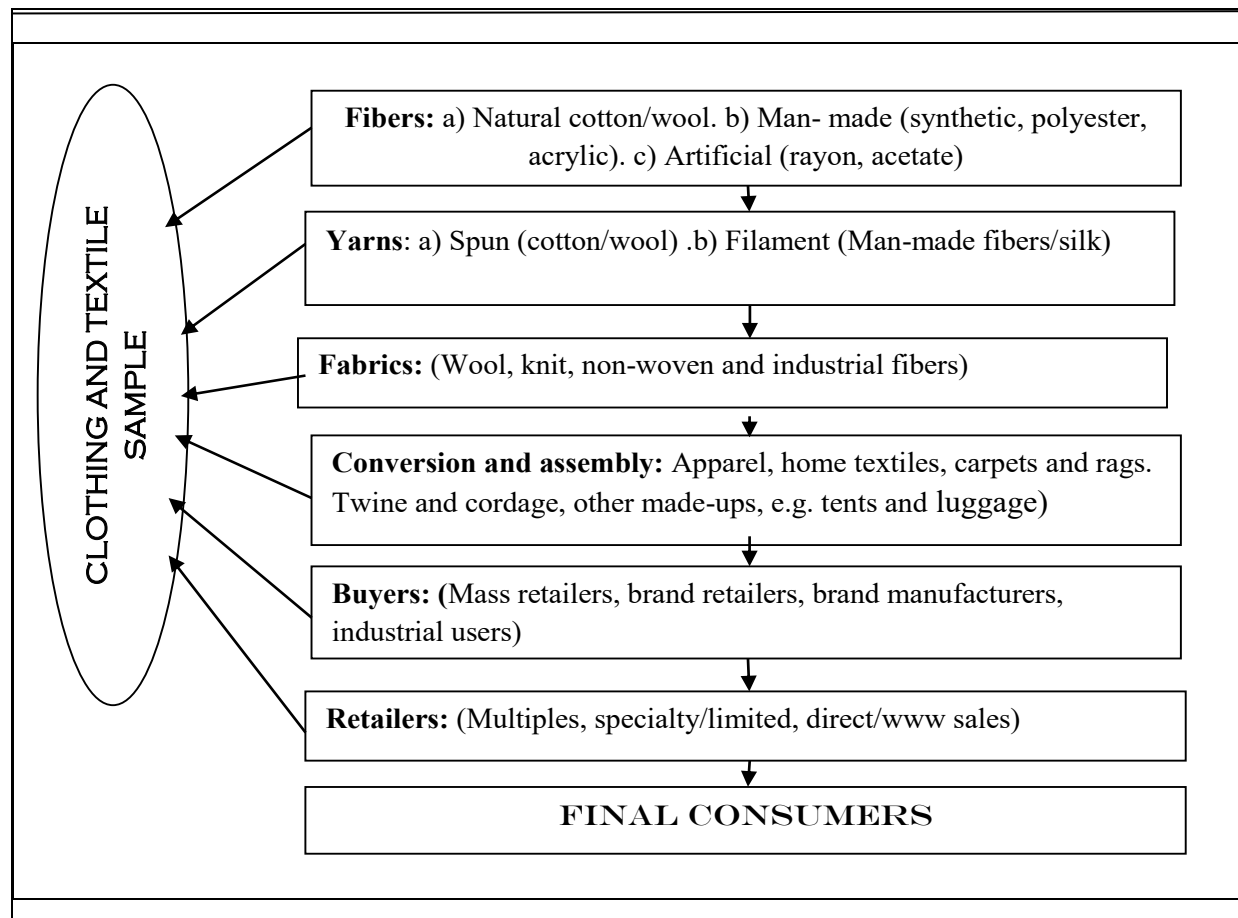 CLOTHING AND TEXTILE
SAMPLE
Fibers: a) Natural cotton/wool. b) Man- made (synthetic, polyester,
acrylic). c) Artificial (rayon, acetate)
Yarns: a) Spun (cotton/wool) .b) Filament (Man-made fibers/silk)
Fabrics: (Wool, knit, non-woven and industrial fibers)
Conversion and assembly: Apparel, home textiles, carpets and rags.
Twine and cordage, other made-ups, e.g. tents and luggage)
Buyers: (Mass retailers, brand retailers, brand manufacturers,
industrial users)
Retailers: (Multiples, specialty/limited, direct/www sales)
FINAL CONSUMERS